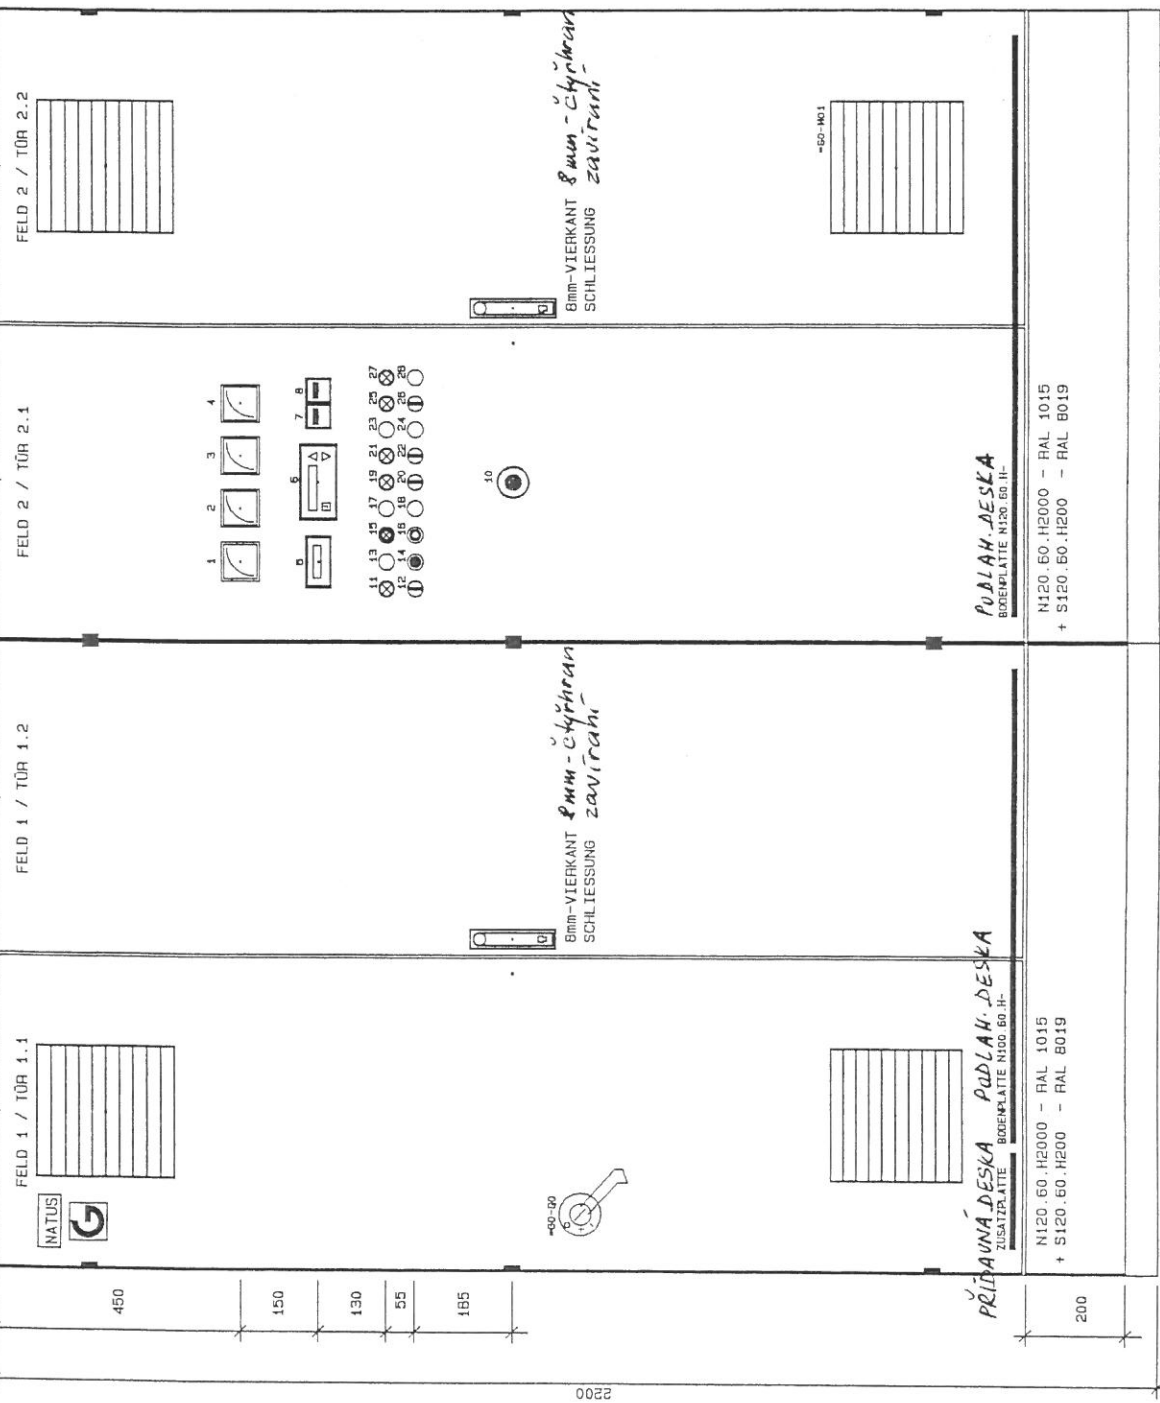 FELD 1 / TÜR 1.1
FELD 1 / TÜR 1.2
FELD 2 / TÜR 2.1
FELD 2 / TÜR 2.2
NATUS
G
450
150
130
55
185
2200
200
1
2
3
4
5
6
7
8
11
13
15
17
19
21
23
25
27
12
14
16
18
20
22
24
26
28
10
8mm-VIERKANT 8mm-čtyřhran
SCHLIESSUNG zavírání
8mm-VIERKANT 8mm-čtyřhran
SCHLIESSUNG zavírání
=GO-M01
PŘÍDAVNÁ DESKA PODLAH. DESKA
ZUSATZPLATTE BODENPLATTE N100.60.H-
PODLAH. DESKA
BODENPLATTE N120.60.H-
N120.60.H2000 - RAL 1015
+ S120.60.H200 - RAL 8019
N120.60.H2000 - RAL 1015
+ S120.60.H200 - RAL 8019